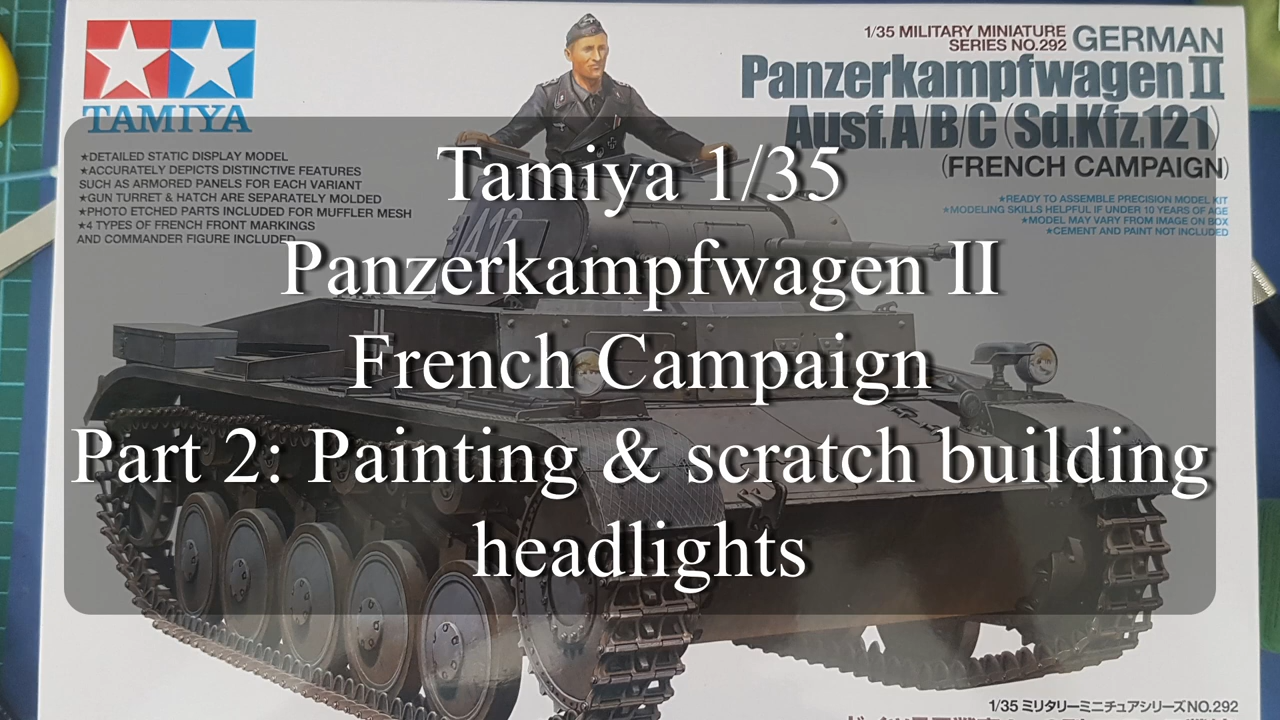 TAMIYA
1/35 MILITARY MINIATURE
SERIES NO.292
GERMAN
Panzerkampfwagen II
Ausf.A/B/C (Sd.Kfz.121)
(FRENCH CAMPAIGN)
★DETAILED STATIC DISPLAY MODEL
★ACCURATELY DEPICTS DISTINCTIVE FEATURES
SUCH AS ARMORED PANELS FOR EACH VARIANT
★GUN TURRET & HATCH ARE SEPARATELY MOLDED
★PHOTO ETCHED PARTS INCLUDED FOR MUFFLER MESH
★4 TYPES OF FRENCH FRONT MARKINGS
AND COMMANDER FIGURE INCLUDED
★READY TO ASSEMBLE PRECISION MODEL KIT
★MODELING SKILLS HELPFUL IF UNDER 10 YEARS OF AGE
★MODEL MAY VARY FROM IMAGE ON BOX
★CEMENT AND PAINT NOT INCLUDED
Tamiya 1/35
Panzerkampfwagen II
French Campaign
Part 2: Painting & scratch building
headlights
1/35 ミリタリーミニチュアシリーズ NO.292